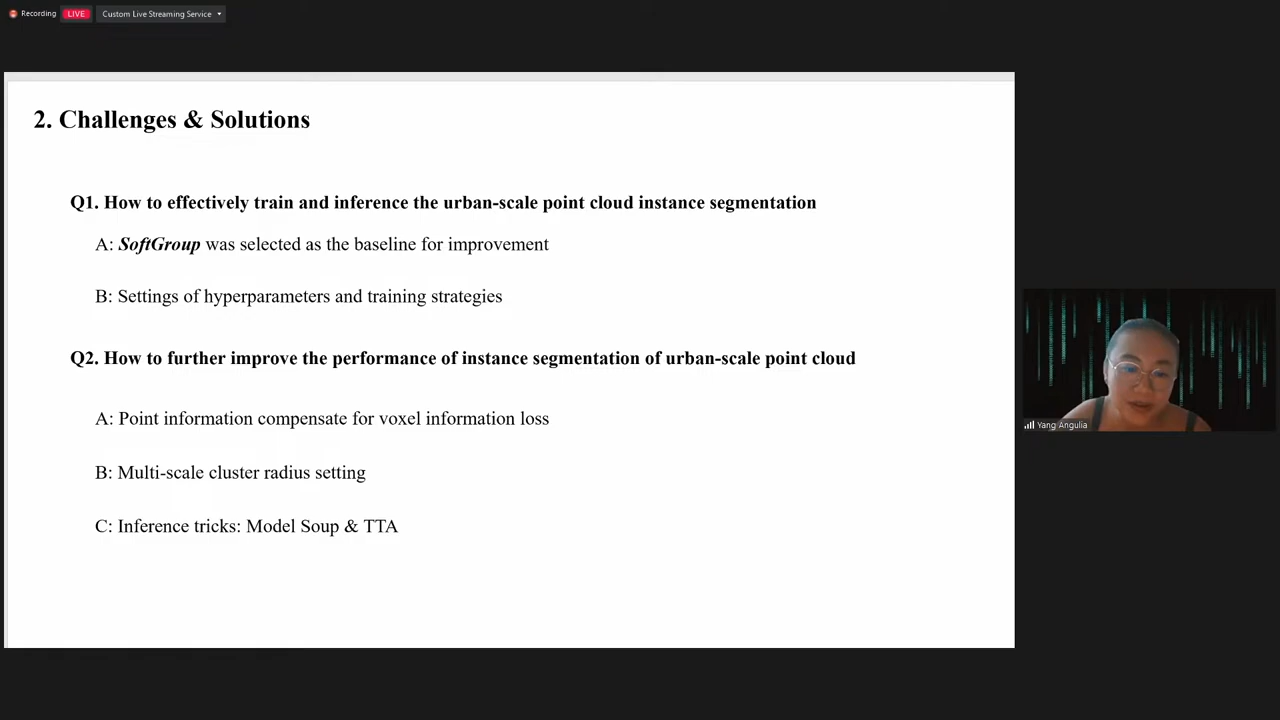 Recording
LIVE
Custom Live Streaming Service
2. Challenges & Solutions
Q1. How to effectively train and inference the urban-scale point cloud instance segmentation
A: SoftGroup was selected as the baseline for improvement
B: Settings of hyperparameters and training strategies
Q2. How to further improve the performance of instance segmentation of urban-scale point cloud
A: Point information compensate for voxel information loss
B: Multi-scale cluster radius setting
C: Inference tricks: Model Soup & TTA
Yang Angulia